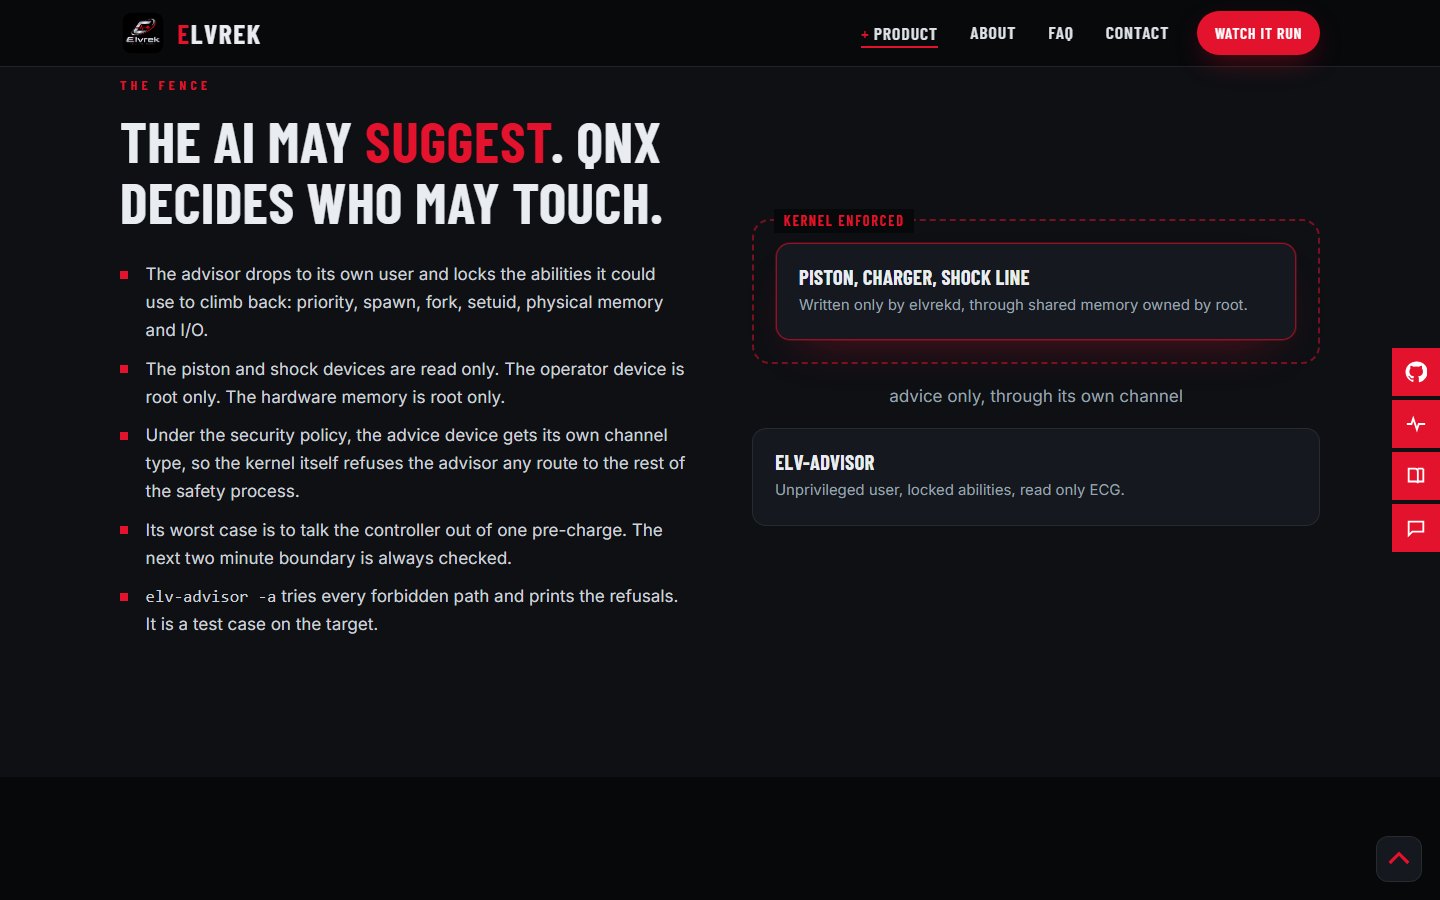 Elvrek
ELVREK
+ PRODUCT
ABOUT
FAQ
CONTACT
WATCH IT RUN
THE FENCE
THE AI MAY SUGGEST. QNX
DECIDES WHO MAY TOUCH.
The advisor drops to its own user and locks the abilities it could
use to climb back: priority, spawn, fork, setuid, physical memory
and I/O.
The piston and shock devices are read only. The operator device is
root only. The hardware memory is root only.
Under the security policy, the advice device gets its own channel
type, so the kernel itself refuses the advisor any route to the rest of
the safety process.
Its worst case is to talk the controller out of one pre-charge. The
next two minute boundary is always checked.
elv-advisor -a tries every forbidden path and prints the refusals.
It is a test case on the target.
KERNEL ENFORCED
PISTON, CHARGER, SHOCK LINE
Written only by elvrekd, through shared memory owned by root.
advice only, through its own channel
ELV-ADVISOR
Unprivileged user, locked abilities, read only ECG.